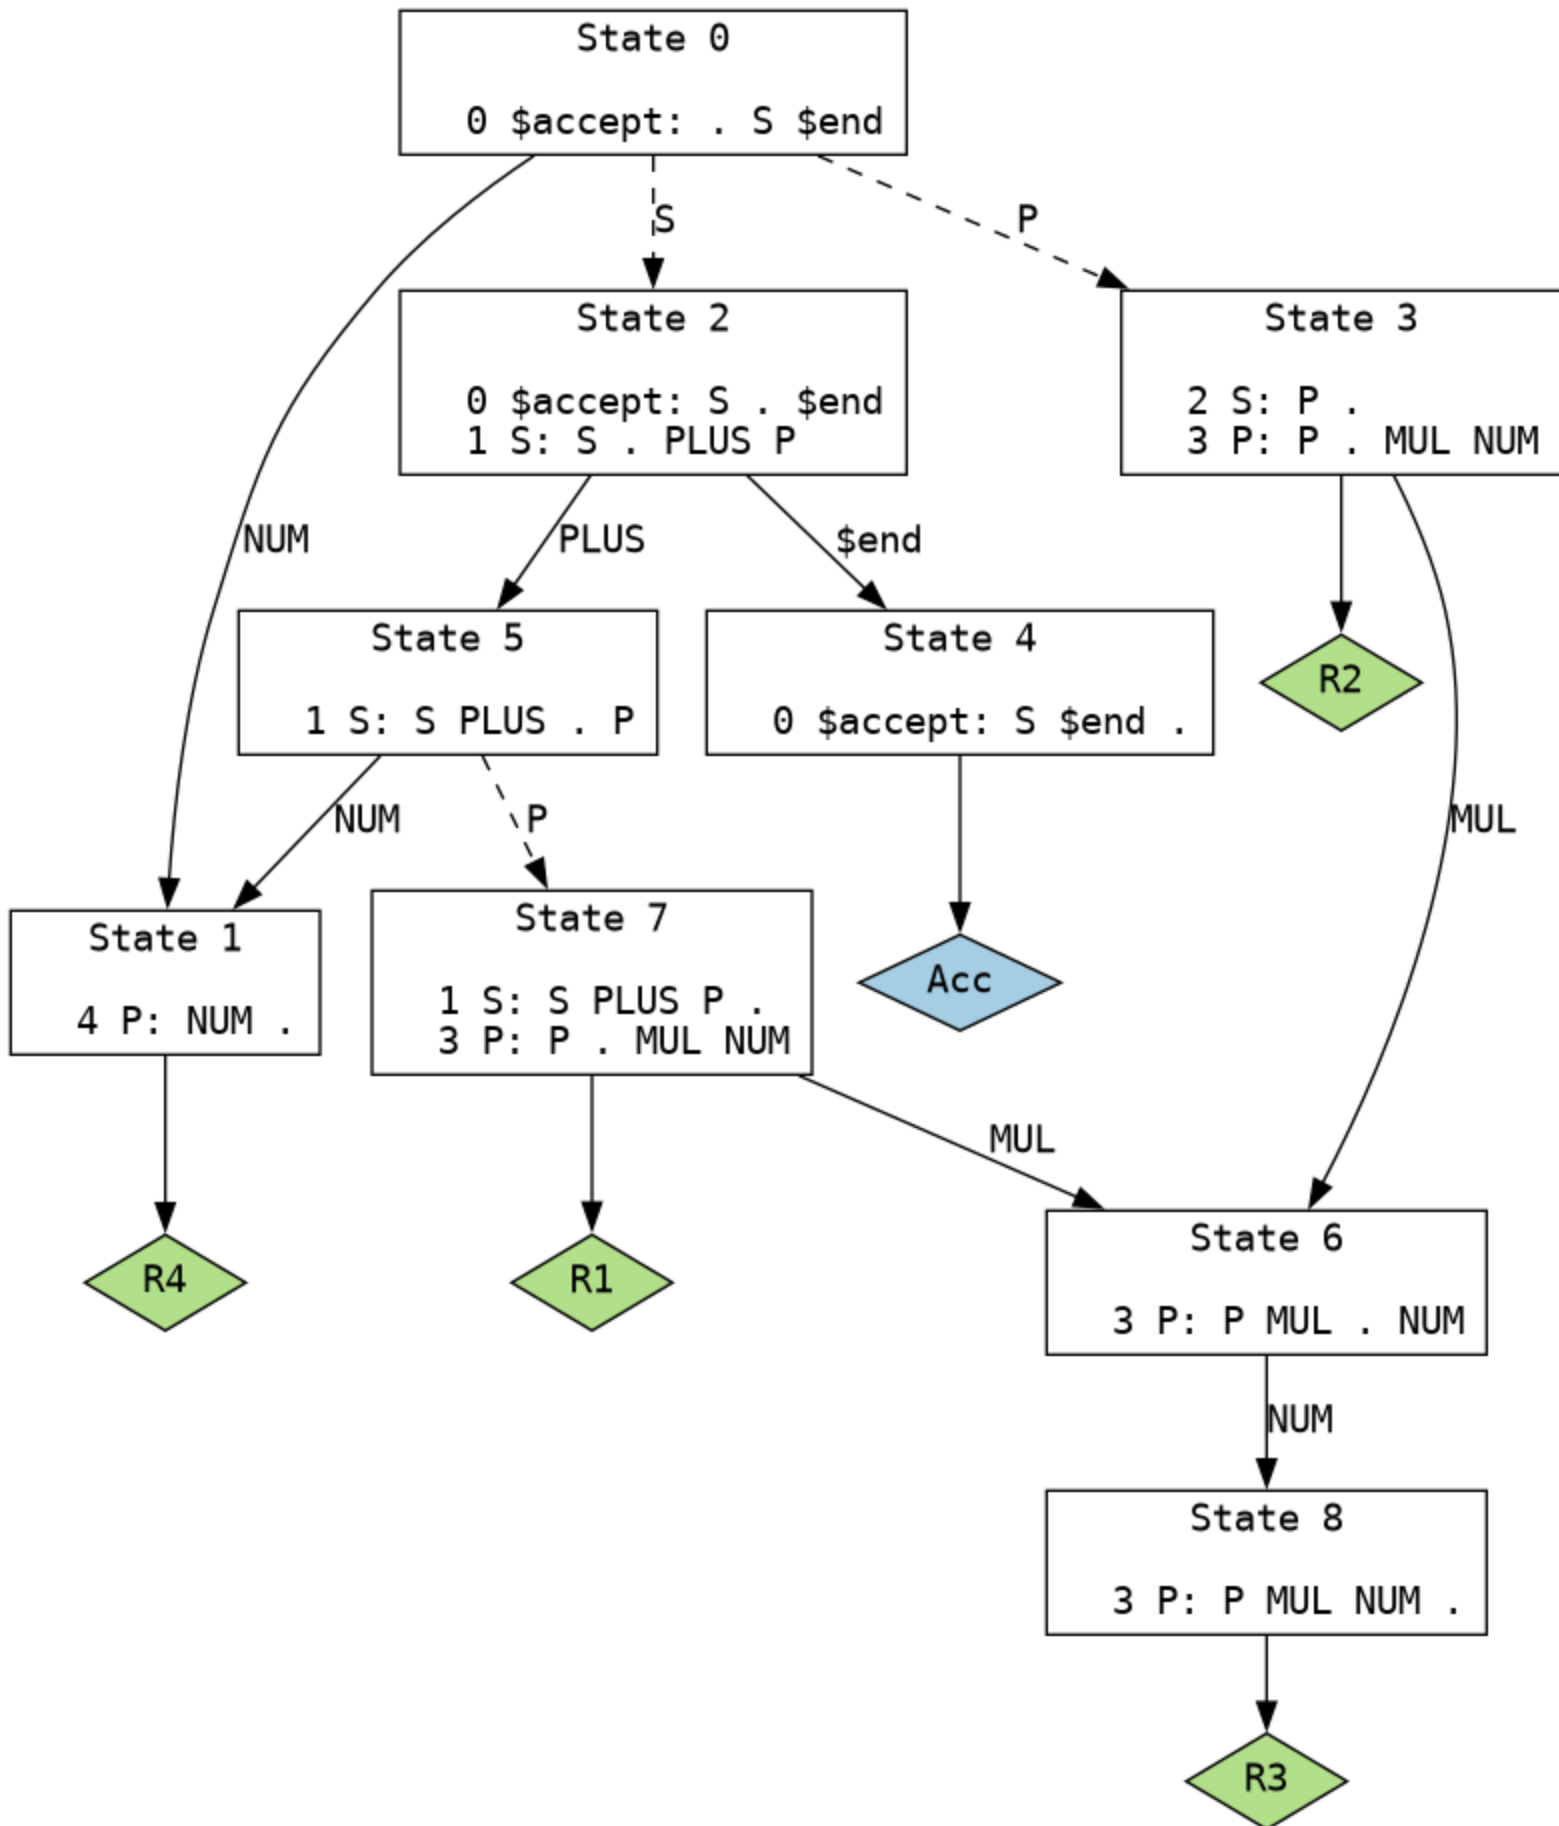 State 0
0 $accept: . S $end
S
P
State 2
0 $accept: S . $end
1 S: S . PLUS P
State 3
2 S: P .
3 P: P . MUL NUM
NUM
PLUS
$end
State 5
1 S: S PLUS . P
State 4
0 $accept: S $end .
R2
NUM
P
MUL
State 1
4 P: NUM .
State 7
1 S: S PLUS P .
3 P: P . MUL NUM
Acc
MUL
R4
R1
State 6
3 P: P MUL . NUM
NUM
State 8
3 P: P MUL NUM .
R3